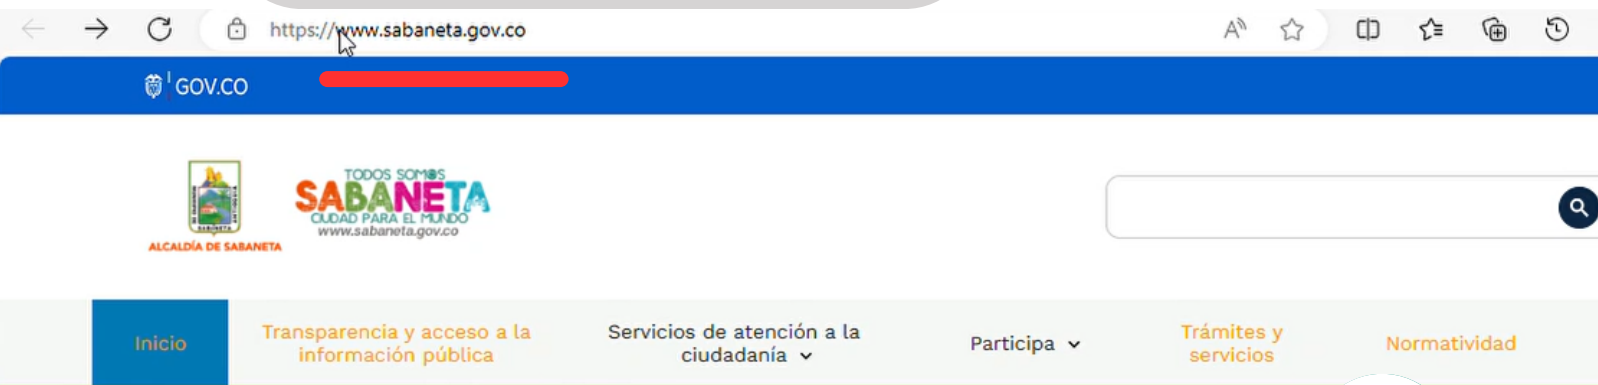 https://www.sabaneta.gov.co
GOV.CO
TODOS SOMOS
SABANETA
CIUDAD PARA EL MUNDO
www.sabaneta.gov.co
SABANETA
ALCALDÍA DE SABANETA
Inicio
Transparencia y acceso a la
información pública
Servicios de atención a la
ciudadanía
Participa
Trámites y
servicios
Normatividad